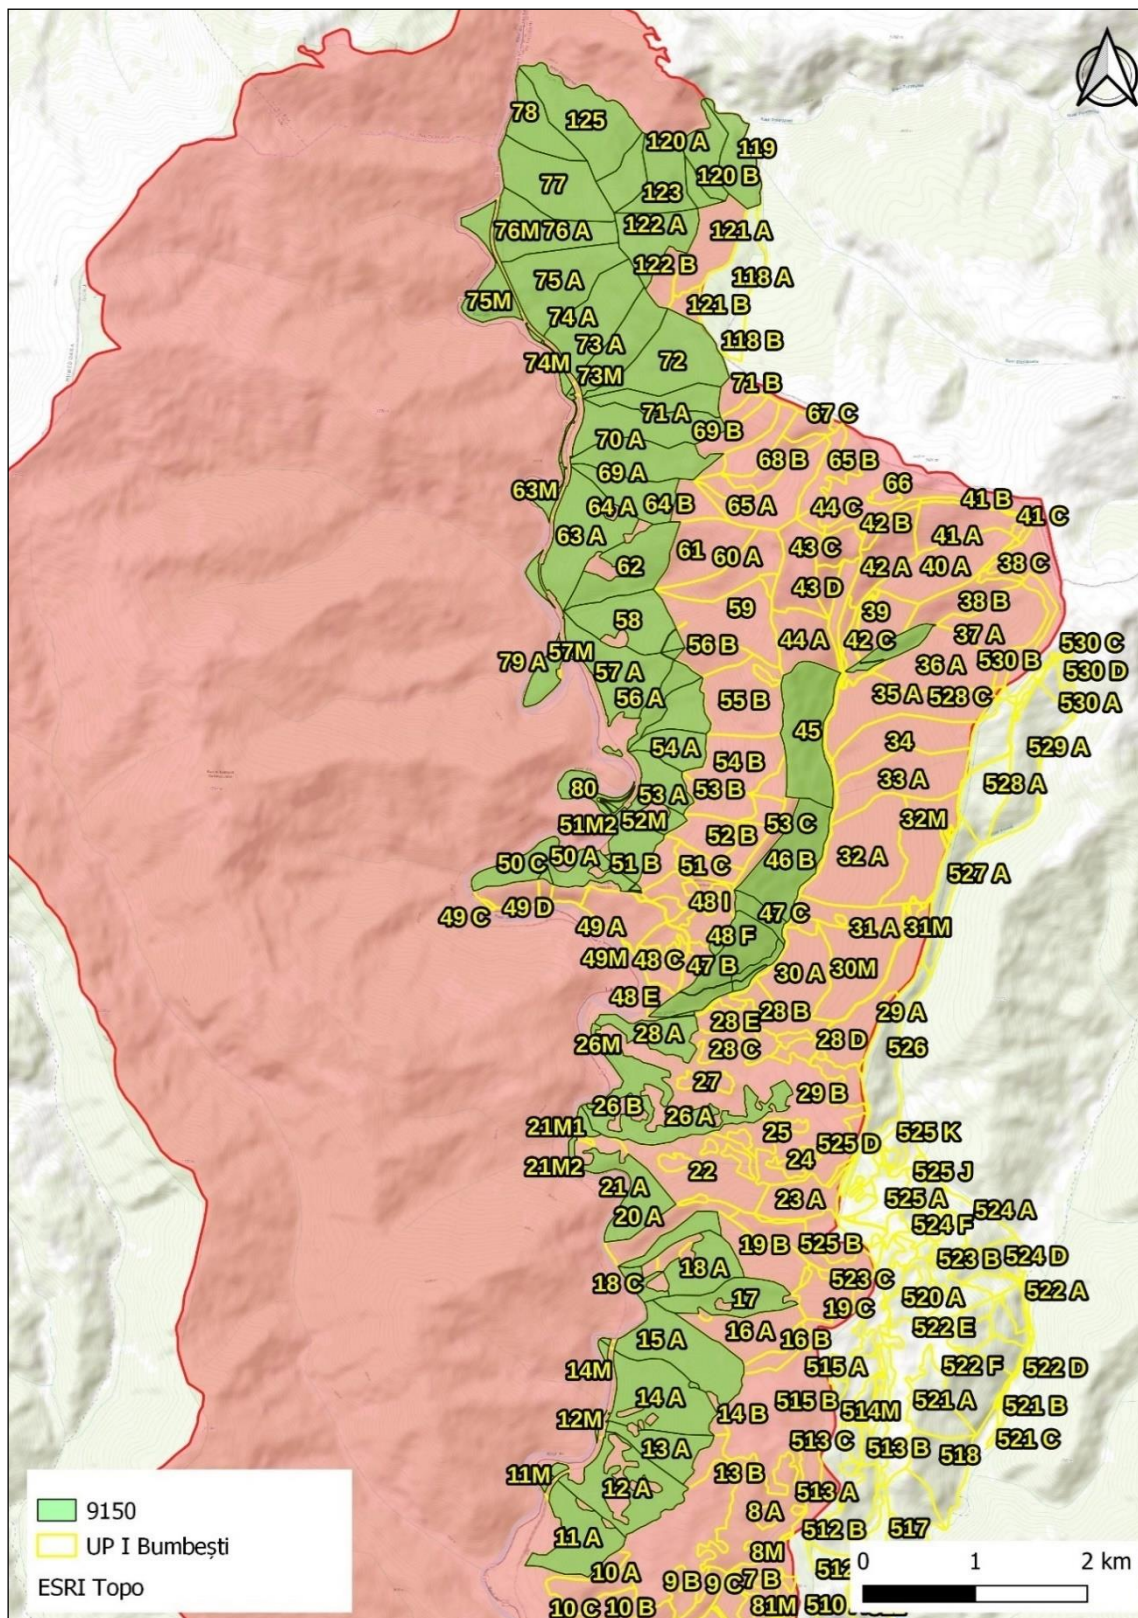 78
125
120 A
119
77
123
120 B
76M 76 A
122 A
121 A
122 B
75 A
118 A
75M
121 B
74 A
73 A
118 B
74M
73M
72
71 B
71 A
67 C
70 A
69 B
68 B
65 B
69 A
66
63M
64 A
64 B
65 A
44 C
41 B
63 A
42 B
41 C
61
60 A
43 C
41 A
62
42 A
40 A
38 C
43 D
59
39
38 B
58
56 B
44 A
42 C
37 A
57M
530 C
79 A
57 A
36 A
530 B
530 D
56 A
55 B
35 A
528 C
530 A
45
54 A
34
529 A
54 B
80
53 A
53 B
33 A
528 A
51M2
52M
53 C
32M
52 B
50 C
50 A
51 B
51 C
46 B
32 A
527 A
49 C
49 D
48 I
47 C
49 A
48 F
31 A
31M
49M
48 C
47 B
30 A
30M
48 E
28 B
29 A
26M
28 A
28 E
28 C
28 D
526
27
26 B
26 A
29 B
21M1
25
525 D
525 K
21M2
22
24
525 J
21 A
23 A
525 A
524 A
20 A
524 F
19 B
525 B
523 B
524 D
18 C
18 A
523 C
17
19 C
520 A
522 A
15 A
16 A
16 B
522 E
14M
515 A
522 F
522 D
14 A
515 B
521 A
12M
14 B
514M
521 B
13 A
513 C
513 B
518
521 C
11M
13 B
12 A
513 A
8 A
11 A
512 B
517
8M
10 A
9 B
9 C
7 B
512
10 C
10 B
81M
510
9150
UP I Bumbești
ESRI Topo
0 1 2 km